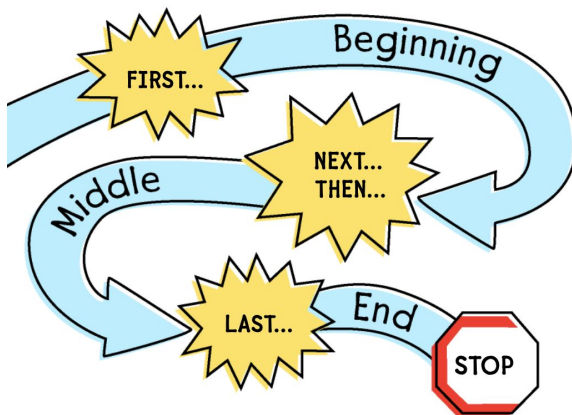 FIRST...
Beginning
NEXT...
THEN...
Middle
LAST...
End
STOP